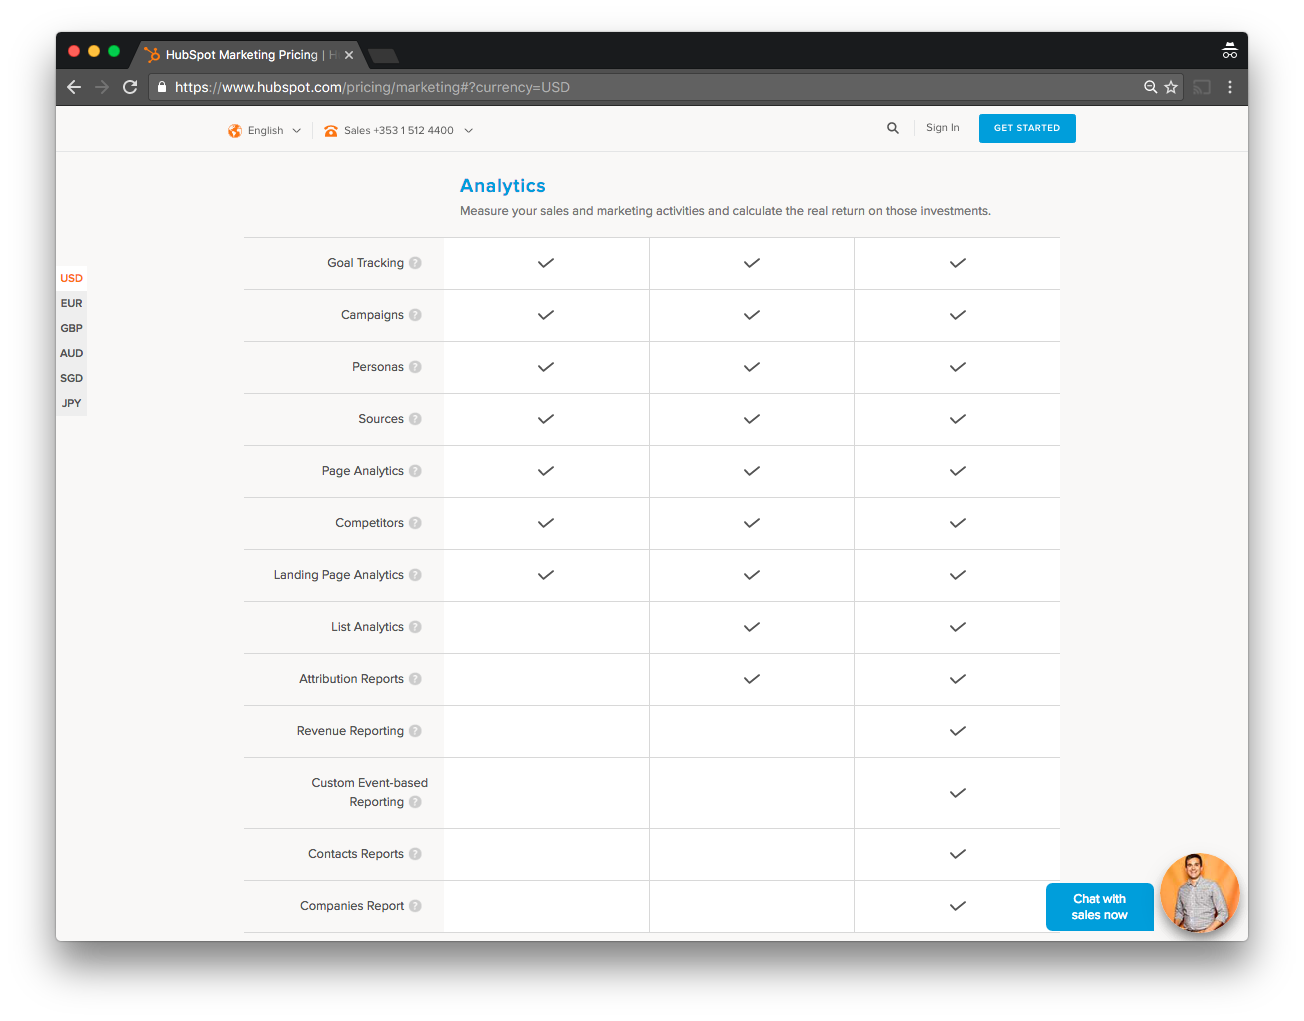 HubSpot Marketing Pricing | H
https://www.hubspot.com/pricing/marketing#?currency=USD
English
Sales +353 1 512 4400
Sign In
GET STARTED
Analytics
Measure your sales and marketing activities and calculate the real return on those investments.
USD
EUR
GBP
AUD
SGD
JPY
Goal Tracking ?
Campaigns ?
Personas ?
Sources ?
Page Analytics ?
Competitors ?
Landing Page Analytics ?
List Analytics ?
Attribution Reports ?
Revenue Reporting ?
Custom Event-based
Reporting ?
Contacts Reports ?
Companies Report ?
Chat with
sales now